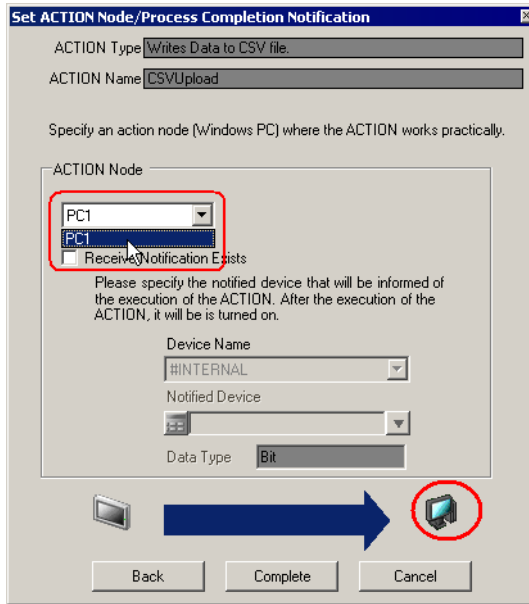 Set ACTION Node/Process Completion Notification
ACTION Type Writes Data to CSV file.
ACTION Name CSVUpload
Specify an action node (Windows PC) where the ACTION works practically.
ACTION Node
PC1
PC1
Receive Notification Exists
Please specify the notified device that will be informed of
the execution of the ACTION. After the execution of the
ACTION, it will be is turned on.
Device Name
#INTERNAL
Notified Device
Data Type Bit
Back Complete Cancel